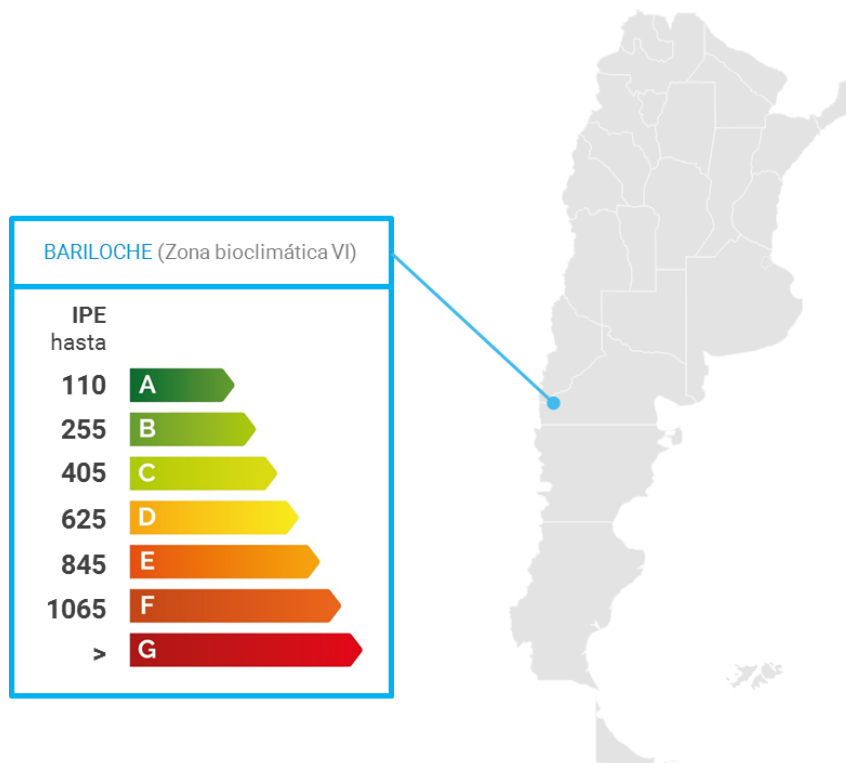 BARILOCHE (Zona bioclimática VI)
IPE
hasta
110 A
255 B
405 C
625 D
845 E
1065 F
> G